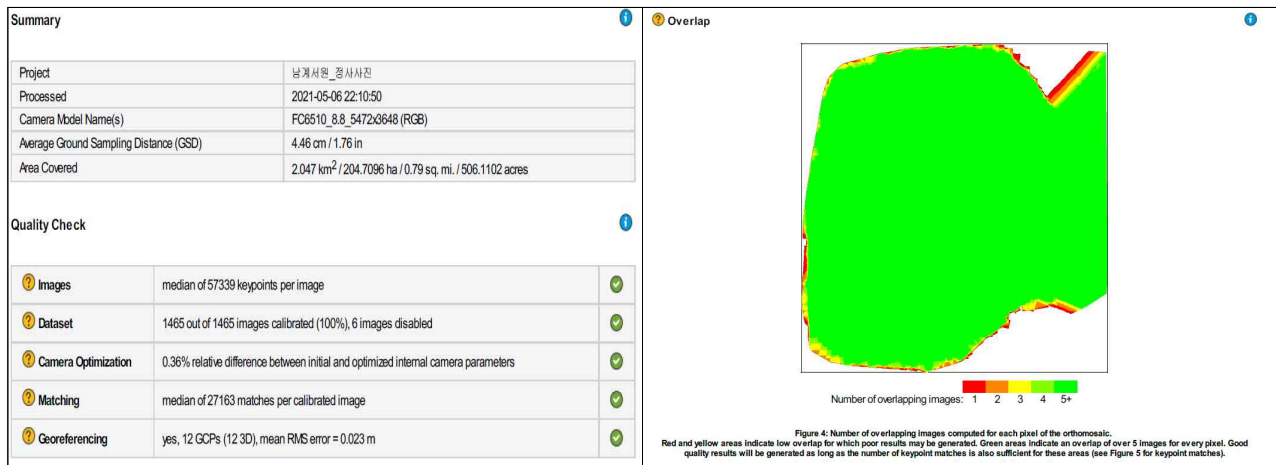 Summary
Project 남계서원_정사사진
Processed 2021-05-06 22:10:50
Camera Model Name(s) FC6510_8.8_5472x3648 (RGB)
Average Ground Sampling Distance (GSD) 4.46 cm / 1.76 in
Area Covered 2.047 km² / 204.7096 ha / 0.79 sq. mi. / 506.1102 acres
Quality Check
Images median of 57339 keypoints per image
Dataset 1465 out of 1465 images calibrated (100%), 6 images disabled
Camera Optimization 0.36% relative difference between initial and optimized internal camera parameters
Matching median of 27163 matches per calibrated image
Georeferencing yes, 12 GCPs (12 3D), mean RMS error = 0.023 m
Overlap
Number of overlapping images: 1 2 3 4 5+
Figure 4: Number of overlapping images computed for each pixel of the orthomosaic.
Red and yellow areas indicate low overlap for which poor results may be generated. Green areas indicate an overlap of over 5 images for every pixel. Good
quality results will be generated as long as the number of keypoint matches is also sufficient for these areas (see Figure 5 for keypoint matches).